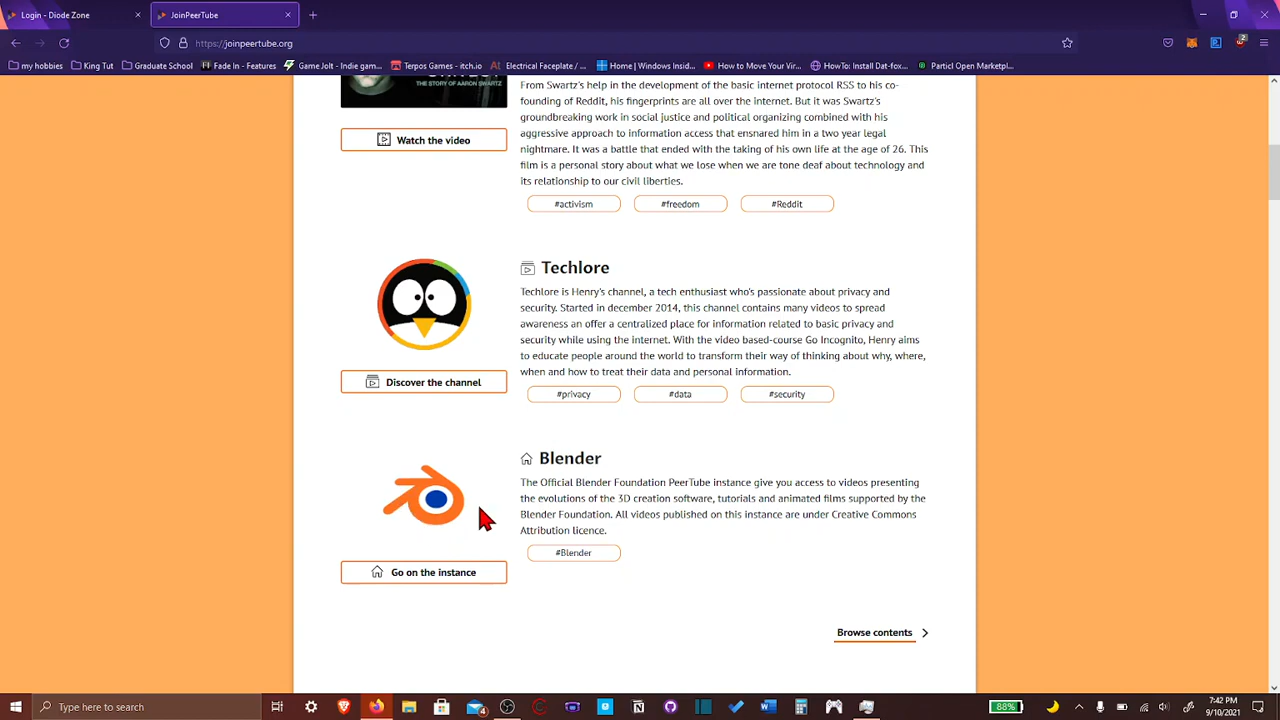 Login - Diode Zone
JoinPeerTube
https://joinpeertube.org
2
my hobbies
King Tut
Graduate School
Fade In - Features
Game Jolt - Indie gam...
Terpos Games - itch.io
Electrical Faceplate / ...
Home | Windows Insid...
How to Move Your Vir...
HowTo: Install Dat-fox...
Particl Open Marketpl...
THE STORY OF AARON SWARTZ
Watch the video
From Swartz's help in the development of the basic internet protocol RSS to his co-
founding of Reddit, his fingerprints are all over the internet. But it was Swartz's
groundbreaking work in social justice and political organizing combined with his
aggressive approach to information access that ensnared him in a two year legal
nightmare. It was a battle that ended with the taking of his own life at the age of 26. This
film is a personal story about what we lose when we are tone deaf about technology and
its relationship to our civil liberties.
#activism
#freedom
#Reddit
Techlore
Techlore is Henry's channel, a tech enthusiast who's passionate about privacy and
security. Started in december 2014, this channel contains many videos to spread
awareness an offer a centralized place for information related to basic privacy and
security while using the internet. With the video based-course Go Incognito, Henry aims
to educate people around the world to transform their way of thinking about why, where,
when and how to treat their data and personal information.
Discover the channel
#privacy
#data
#security
Blender
The Official Blender Foundation PeerTube instance give you access to videos presenting
the evolutions of the 3D creation software, tutorials and animated films supported by the
Blender Foundation. All videos published on this instance are under Creative Commons
Attribution licence.
#Blender
Go on the instance
Browse contents
Type here to search
4
88%
7:42 PM
9/10/2021